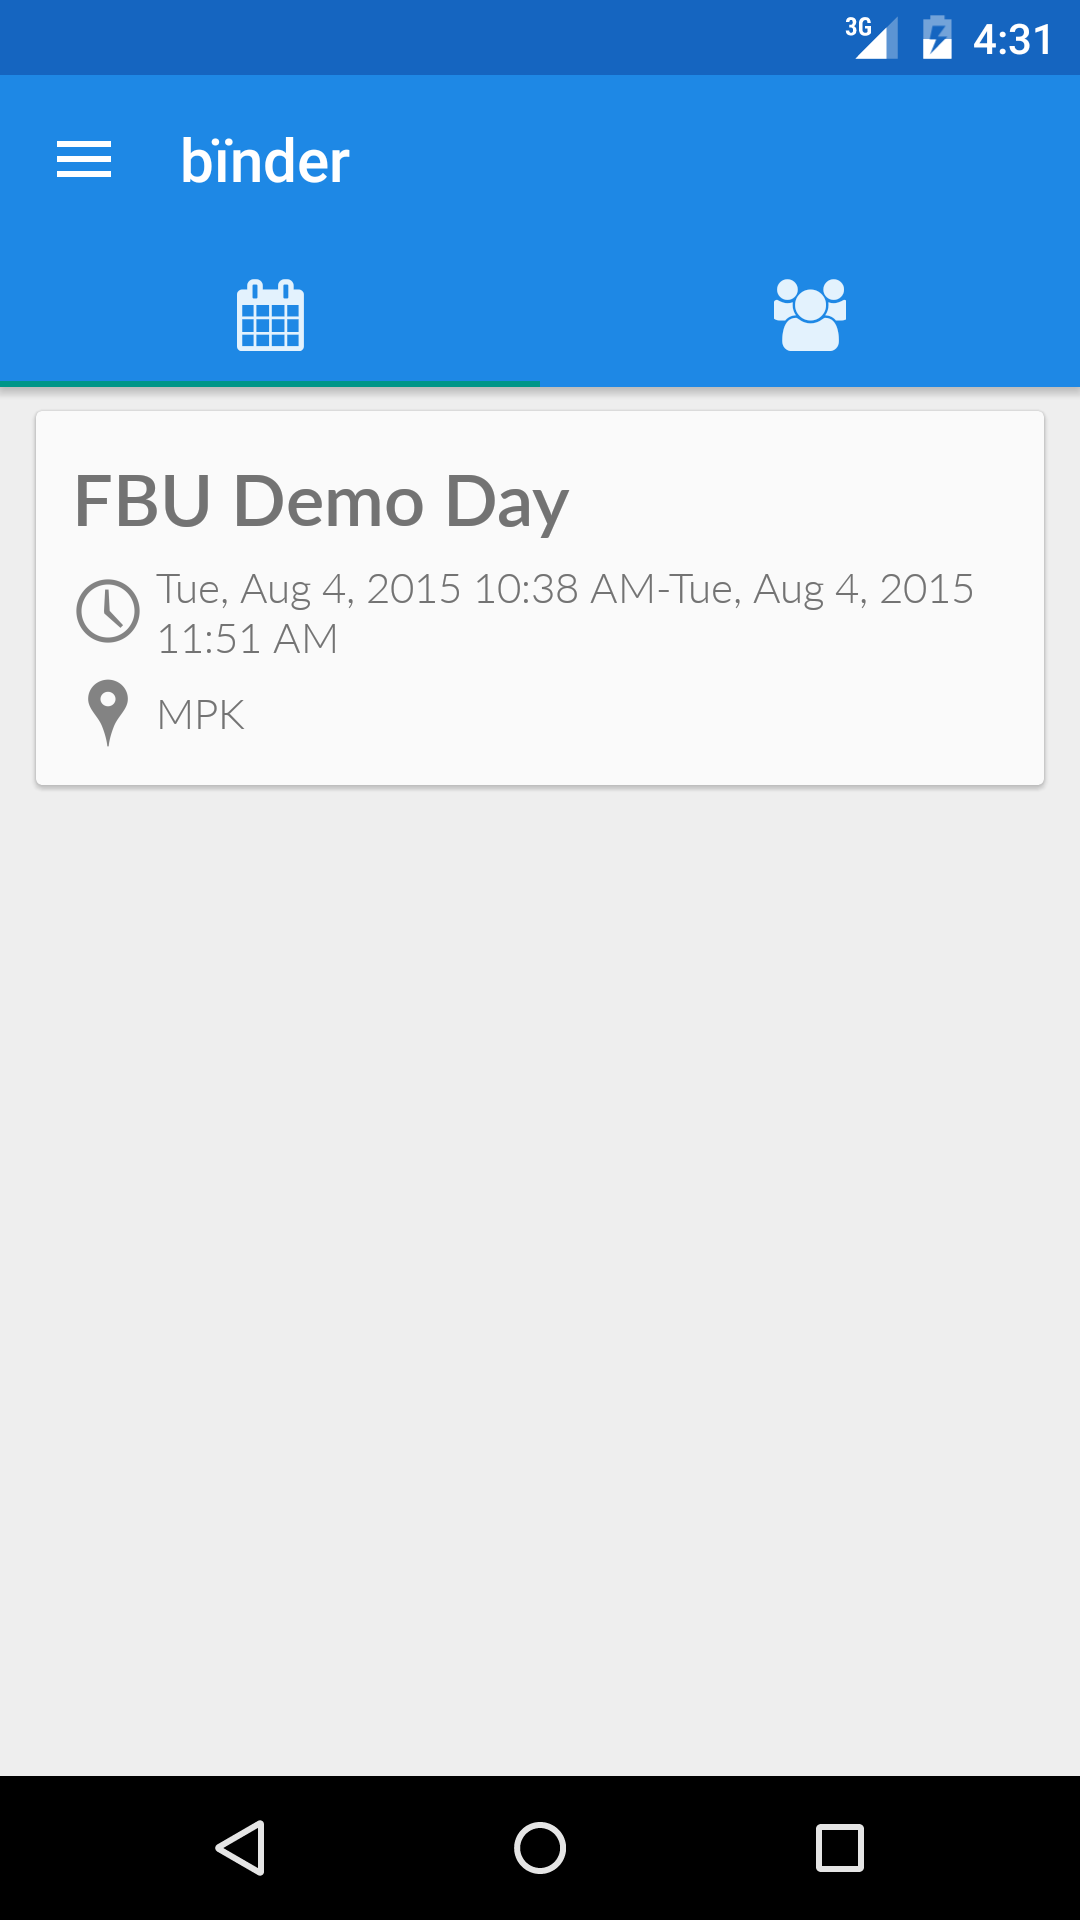 3G 4:31
bïnder
FBU Demo Day
Tue, Aug 4, 2015 10:38 AM-Tue, Aug 4, 2015
11:51 AM
MPK